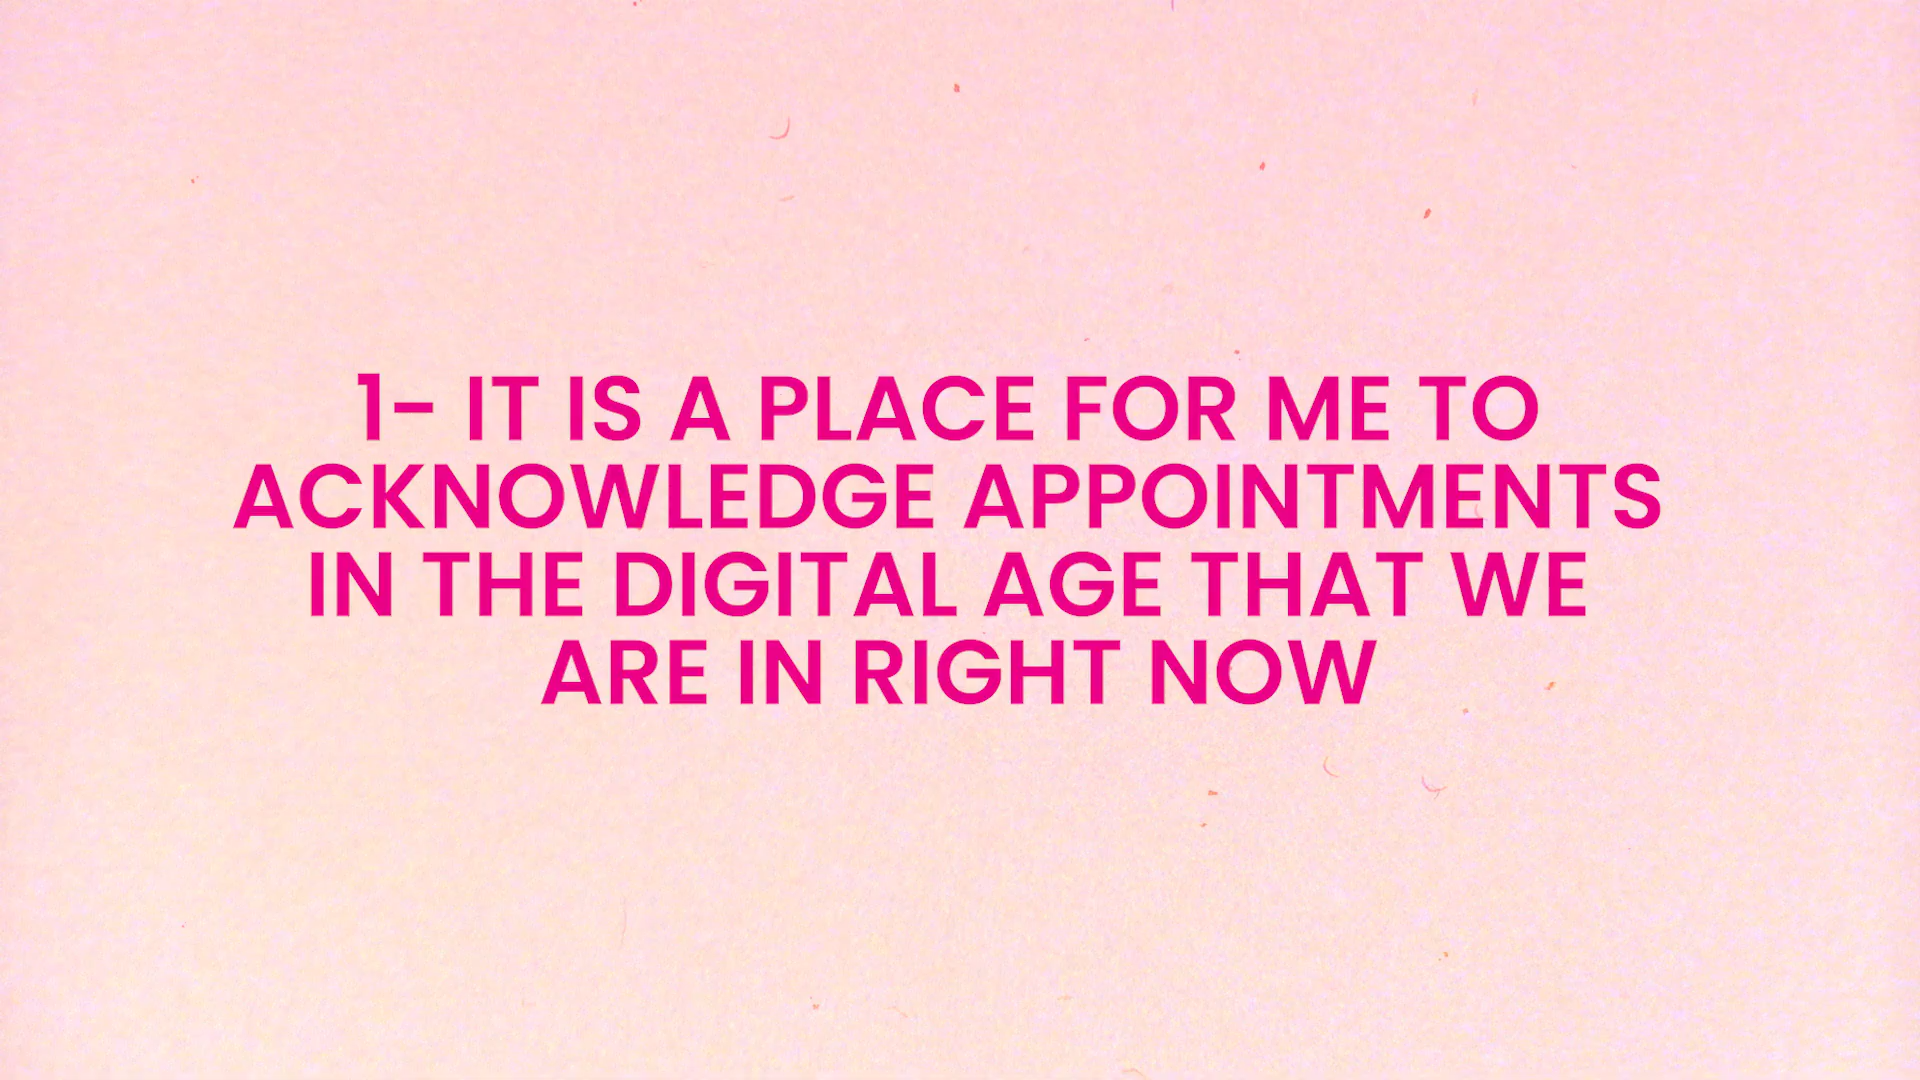 1- IT IS A PLACE FOR ME TO
ACKNOWLEDGE APPOINTMENTS
IN THE DIGITAL AGE THAT WE
ARE IN RIGHT NOW